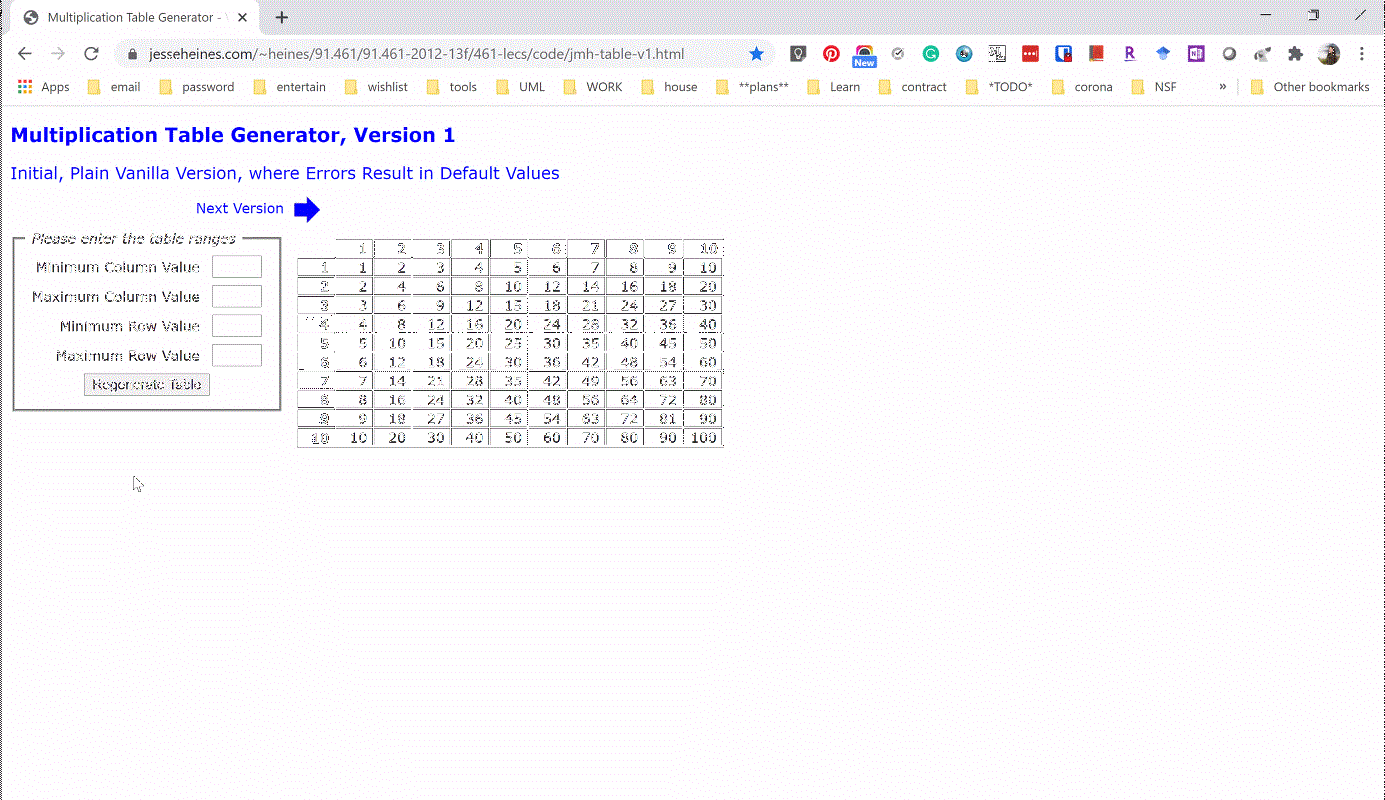 Multiplication Table Generator -
jesseheines.com/~heines/91.461/91.461-2012-13f/461-lecs/code/jmh-table-v1.html
New
Apps email password entertain wishlist tools UML WORK house **plans** Learn contract *TODO* corona NSF » Other bookmarks
Multiplication Table Generator, Version 1
Initial, Plain Vanilla Version, where Errors Result in Default Values
Next Version
Please enter the table ranges
Minimum Column Value
Maximum Column Value
Minimum Row Value
Maximum Row Value
Regenerate Table
1 2 3 4 5 6 7 8 9 10
1 1 2 3 4 5 6 7 8 9 10
2 2 4 6 8 10 12 14 16 18 20
3 3 6 9 12 15 18 21 24 27 30
4 4 8 12 16 20 24 28 32 36 40
5 5 10 15 20 25 30 35 40 45 50
6 6 12 18 24 30 36 42 48 54 60
7 7 14 21 28 35 42 49 56 63 70
8 8 16 24 32 40 48 56 64 72 80
9 9 18 27 36 45 54 63 72 81 90
10 10 20 30 40 50 60 70 80 90 100